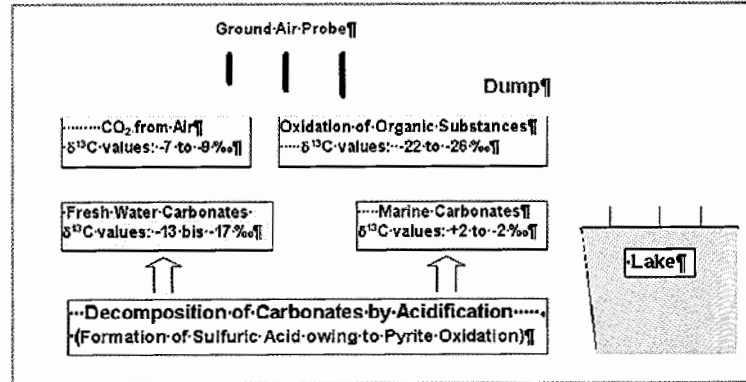 Ground·Air·Probe¶
Dump¶
········CO₂·from·Air¶
δ¹³C·values:·-7·to·-9·‰¶
Oxidation·of·Organic·Substances¶
····δ¹³C·values:·-22·to·-26·‰¶
Fresh·Water·Carbonates·
δ¹³C·values:·-13·bis·-17·‰¶
····Marine·Carbonates¶
δ¹³C·values:·+2·to·-2·‰¶
·Lake¶
···Decomposition·of·Carbonates·by·Acidification·····.
·(Formation·of·Sulfuric·Acid·owing·to·Pyrite·Oxidation)¶